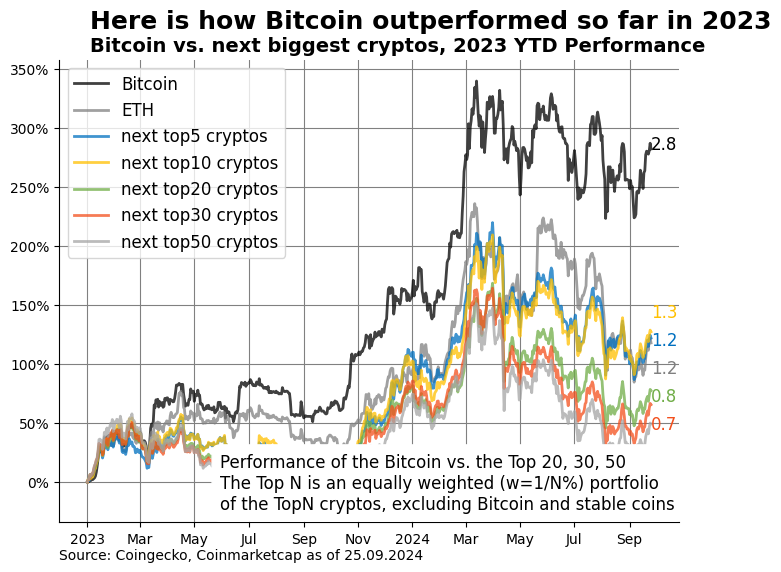 Here is how Bitcoin outperformed so far in 2023
Bitcoin vs. next biggest cryptos, 2023 YTD Performance
350%
300%
250%
200%
150%
100%
50%
0%
Bitcoin
ETH
next top5 cryptos
next top10 cryptos
next top20 cryptos
next top30 cryptos
next top50 cryptos
2.8
1.3
1.2
1.2
0.8
0.7
Performance of the Bitcoin vs. the Top 20, 30, 50
The Top N is an equally weighted (w=1/N%) portfolio
of the TopN cryptos, excluding Bitcoin and stable coins
2023 Mar May Jul Sep Nov 2024 Mar May Jul Sep
Source: Coingecko, Coinmarketcap as of 25.09.2024